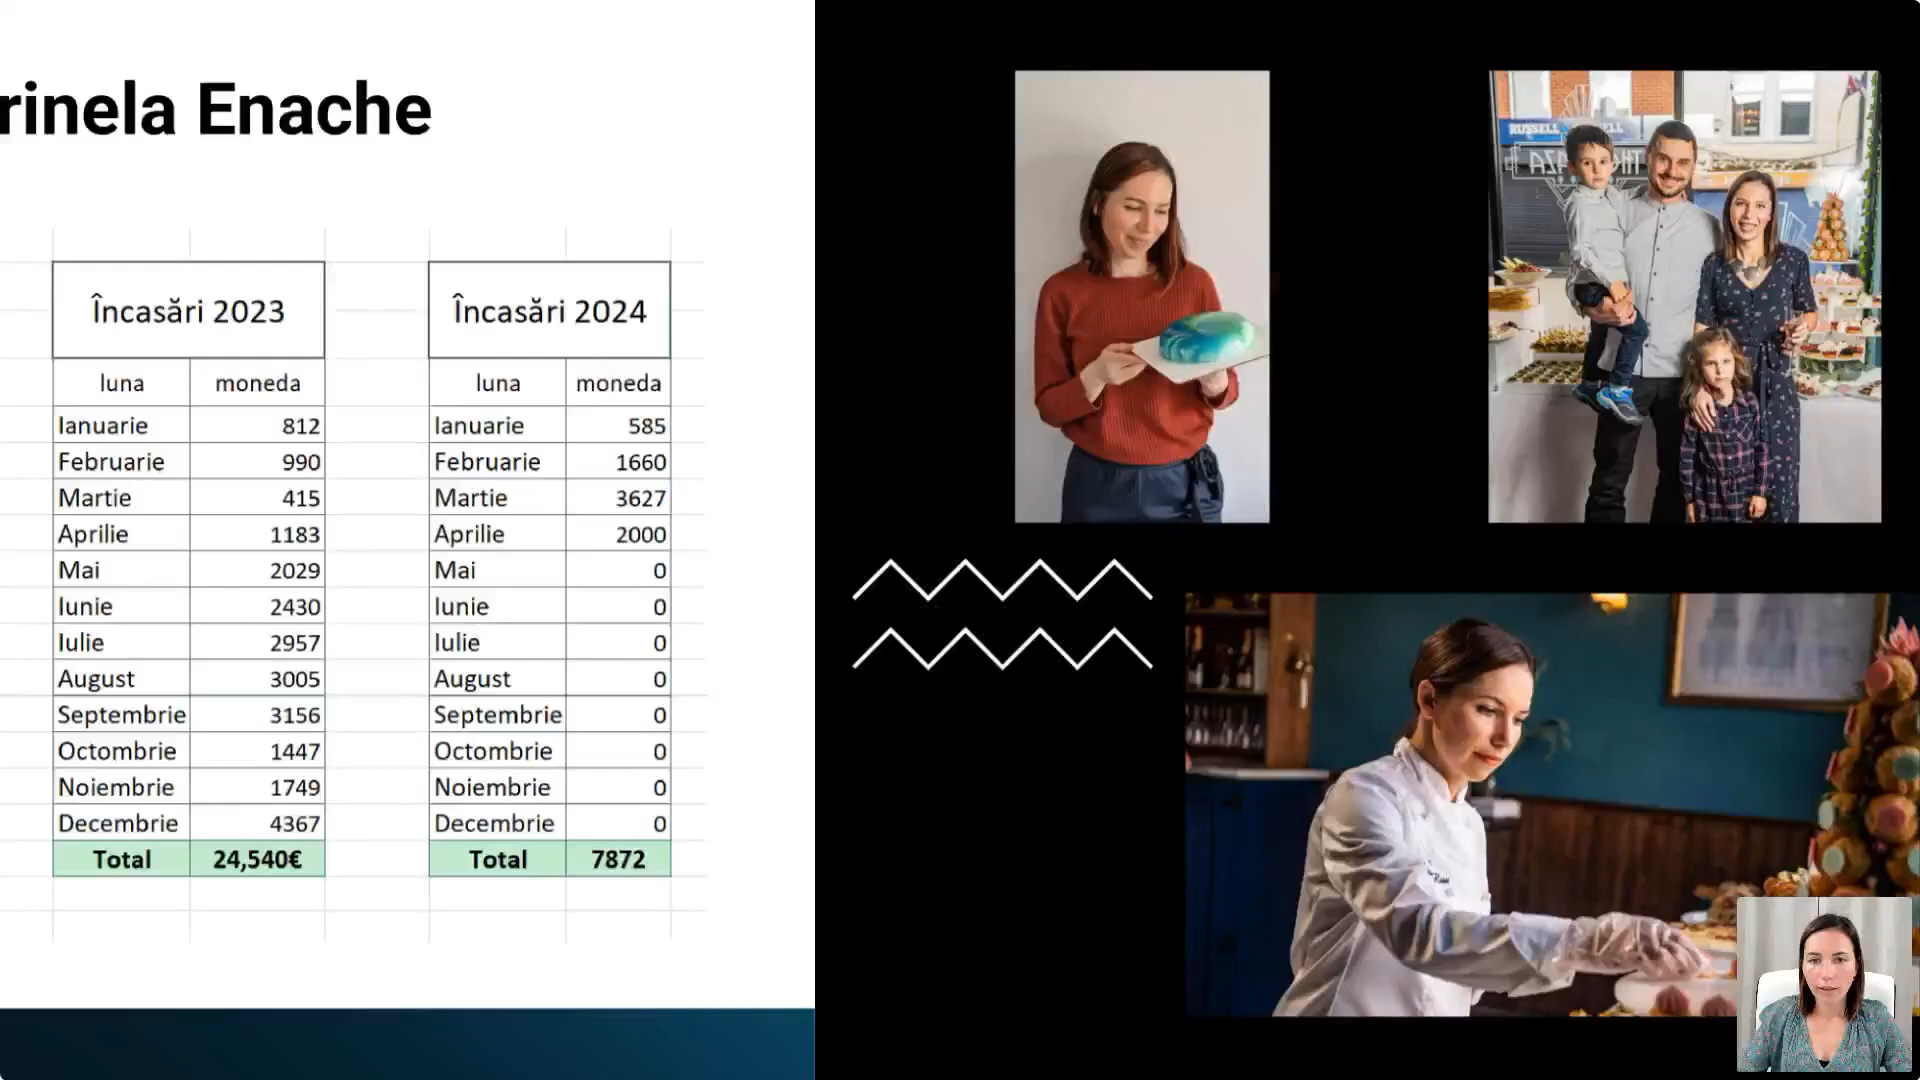 rinela Enache
Încasări 2023
luna moneda
Ianuarie 812
Februarie 990
Martie 415
Aprilie 1183
Mai 2029
Iunie 2430
Iulie 2957
August 3005
Septembrie 3156
Octombrie 1447
Noiembrie 1749
Decembrie 4367
Total 24,540€
Încasări 2024
luna moneda
Ianuarie 585
Februarie 1660
Martie 3627
Aprilie 2000
Mai 0
Iunie 0
Iulie 0
August 0
Septembrie 0
Octombrie 0
Noiembrie 0
Decembrie 0
Total 7872
RUSSELL